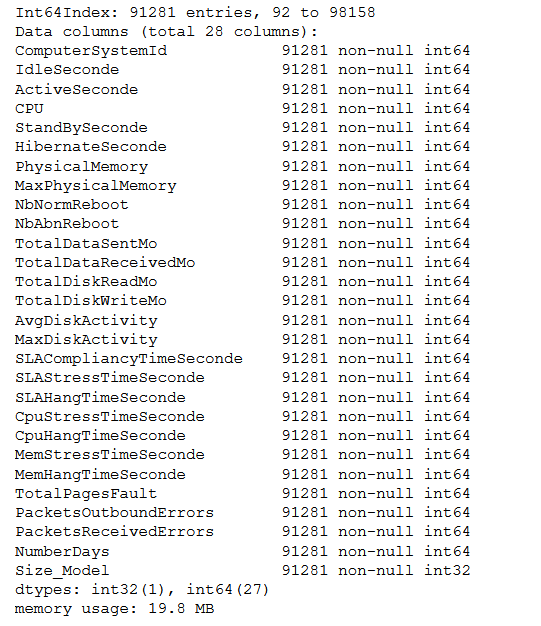 Int64Index: 91281 entries, 92 to 98158
Data columns (total 28 columns):
ComputerSystemId 91281 non-null int64
IdleSeconde 91281 non-null int64
ActiveSeconde 91281 non-null int64
CPU 91281 non-null int64
StandBySeconde 91281 non-null int64
HibernateSeconde 91281 non-null int64
PhysicalMemory 91281 non-null int64
MaxPhysicalMemory 91281 non-null int64
NbNormReboot 91281 non-null int64
NbAbnReboot 91281 non-null int64
TotalDataSentMo 91281 non-null int64
TotalDataReceivedMo 91281 non-null int64
TotalDiskReadMo 91281 non-null int64
TotalDiskWriteMo 91281 non-null int64
AvgDiskActivity 91281 non-null int64
MaxDiskActivity 91281 non-null int64
SLACompliancyTimeSeconde 91281 non-null int64
SLAStressTimeSeconde 91281 non-null int64
SLAHangTimeSeconde 91281 non-null int64
CpuStressTimeSeconde 91281 non-null int64
CpuHangTimeSeconde 91281 non-null int64
MemStressTimeSeconde 91281 non-null int64
MemHangTimeSeconde 91281 non-null int64
TotalPagesFault 91281 non-null int64
PacketsOutboundErrors 91281 non-null int64
PacketsReceivedErrors 91281 non-null int64
NumberDays 91281 non-null int64
Size_Model 91281 non-null int32
dtypes: int32(1), int64(27)
memory usage: 19.8 MB